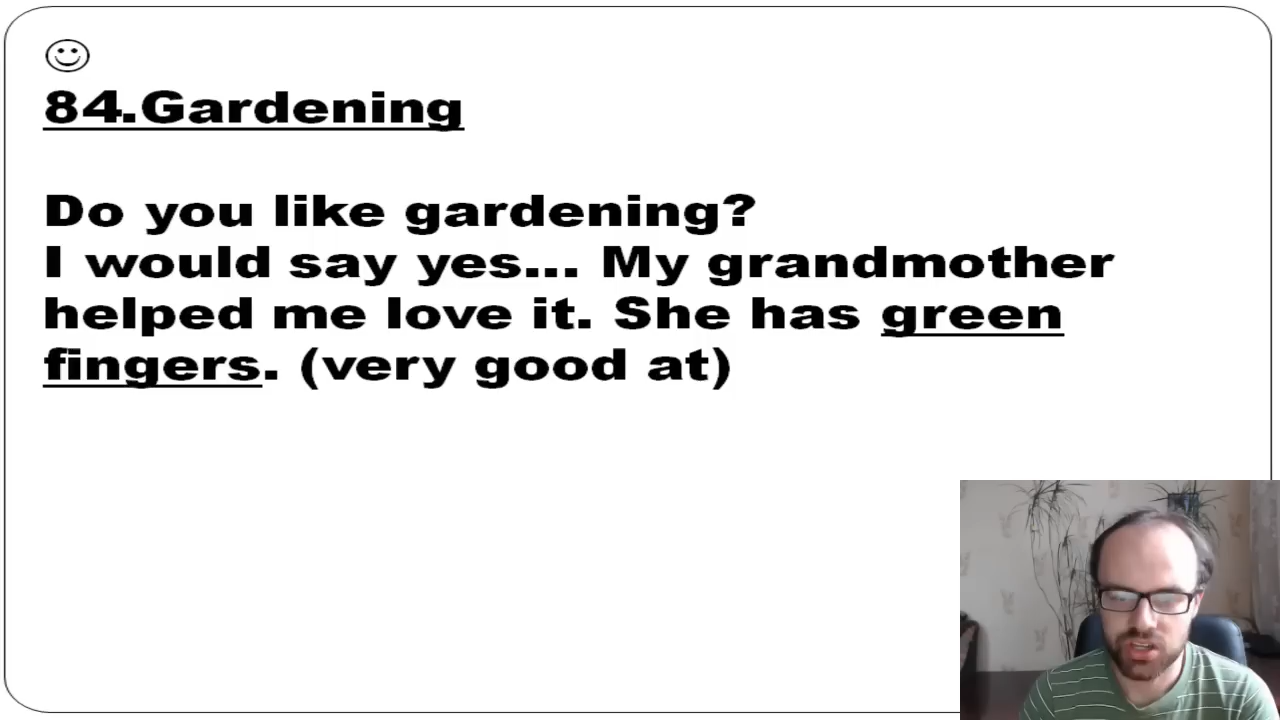 84.Gardening
Do you like gardening?
I would say yes... My grandmother
helped me love it. She has green
fingers. (very good at)